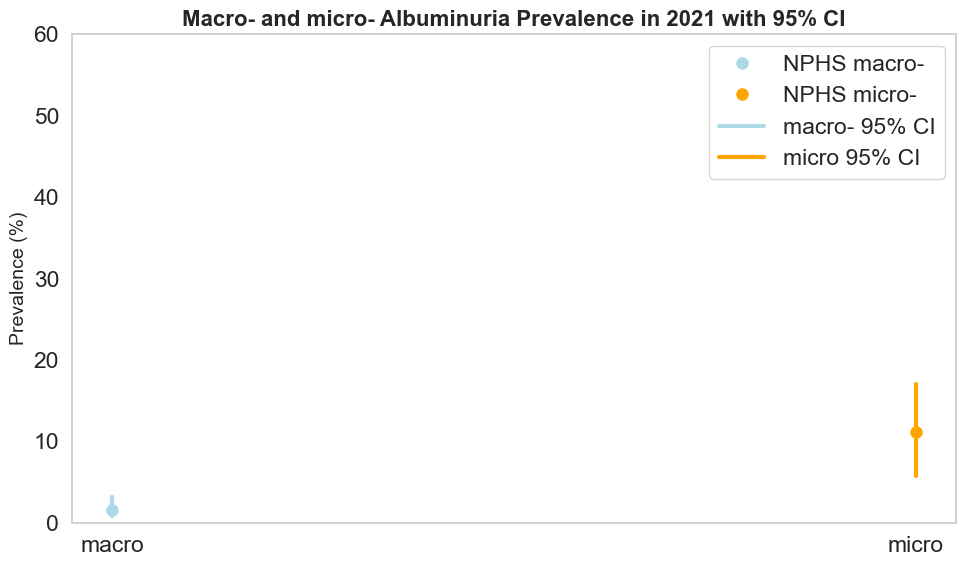 Macro- and micro- Albuminuria Prevalence in 2021 with 95% CI
NPHS macro-
NPHS micro-
macro- 95% CI
micro 95% CI
Prevalence (%)
60
50
40
30
20
10
0
macro
micro